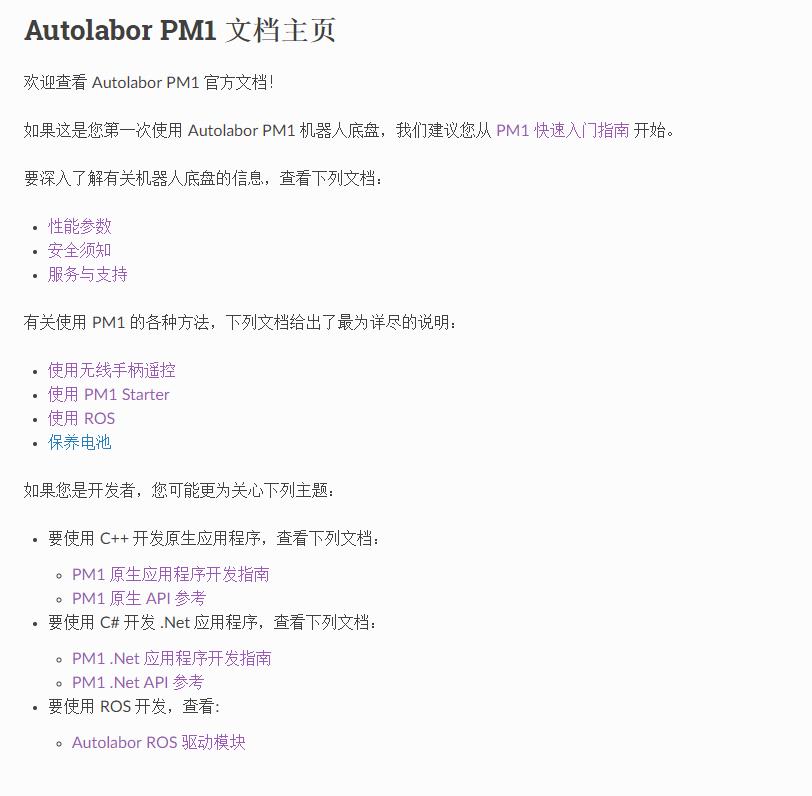 Autolabor PM1 文档主页
欢迎查看 Autolabor PM1 官方文档！
如果这是您第一次使用 Autolabor PM1 机器人底盘，我们建议您从 PM1 快速入门指南 开始。
要深入了解有关机器人底盘的信息，查看下列文档：
性能参数
安全须知
服务与支持
有关使用 PM1 的各种方法，下列文档给出了最为详尽的说明：
使用无线手柄遥控
使用 PM1 Starter
使用 ROS
保养电池
如果您是开发者，您可能更为关心下列主题：
要使用 C++ 开发原生应用程序，查看下列文档：
PM1 原生应用程序开发指南
PM1 原生 API 参考
要使用 C# 开发 .Net 应用程序，查看下列文档：
PM1 .Net 应用程序开发指南
PM1 .Net API 参考
要使用 ROS 开发，查看:
Autolabor ROS 驱动模块